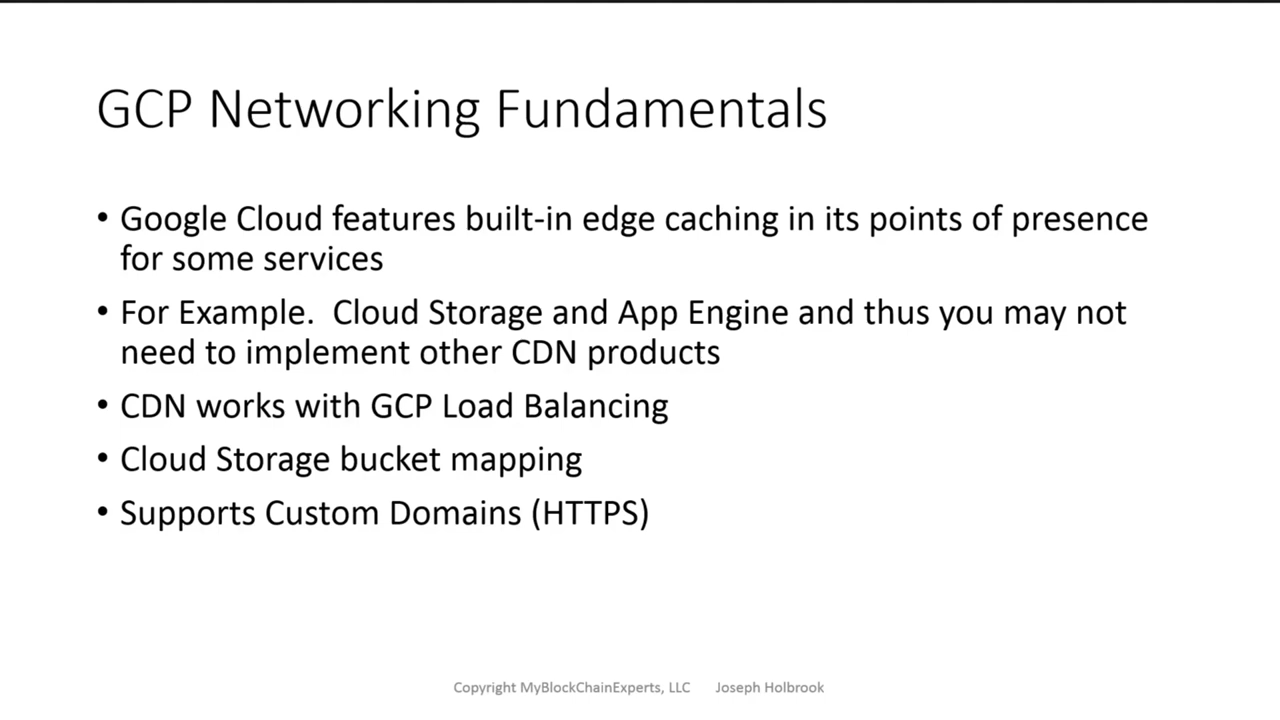 GCP Networking Fundamentals
• Google Cloud features built-in edge caching in its points of presence
for some services
• For Example.  Cloud Storage and App Engine and thus you may not
need to implement other CDN products
• CDN works with GCP Load Balancing
• Cloud Storage bucket mapping
• Supports Custom Domains (HTTPS)
Copyright MyBlockChainExperts, LLC Joseph Holbrook